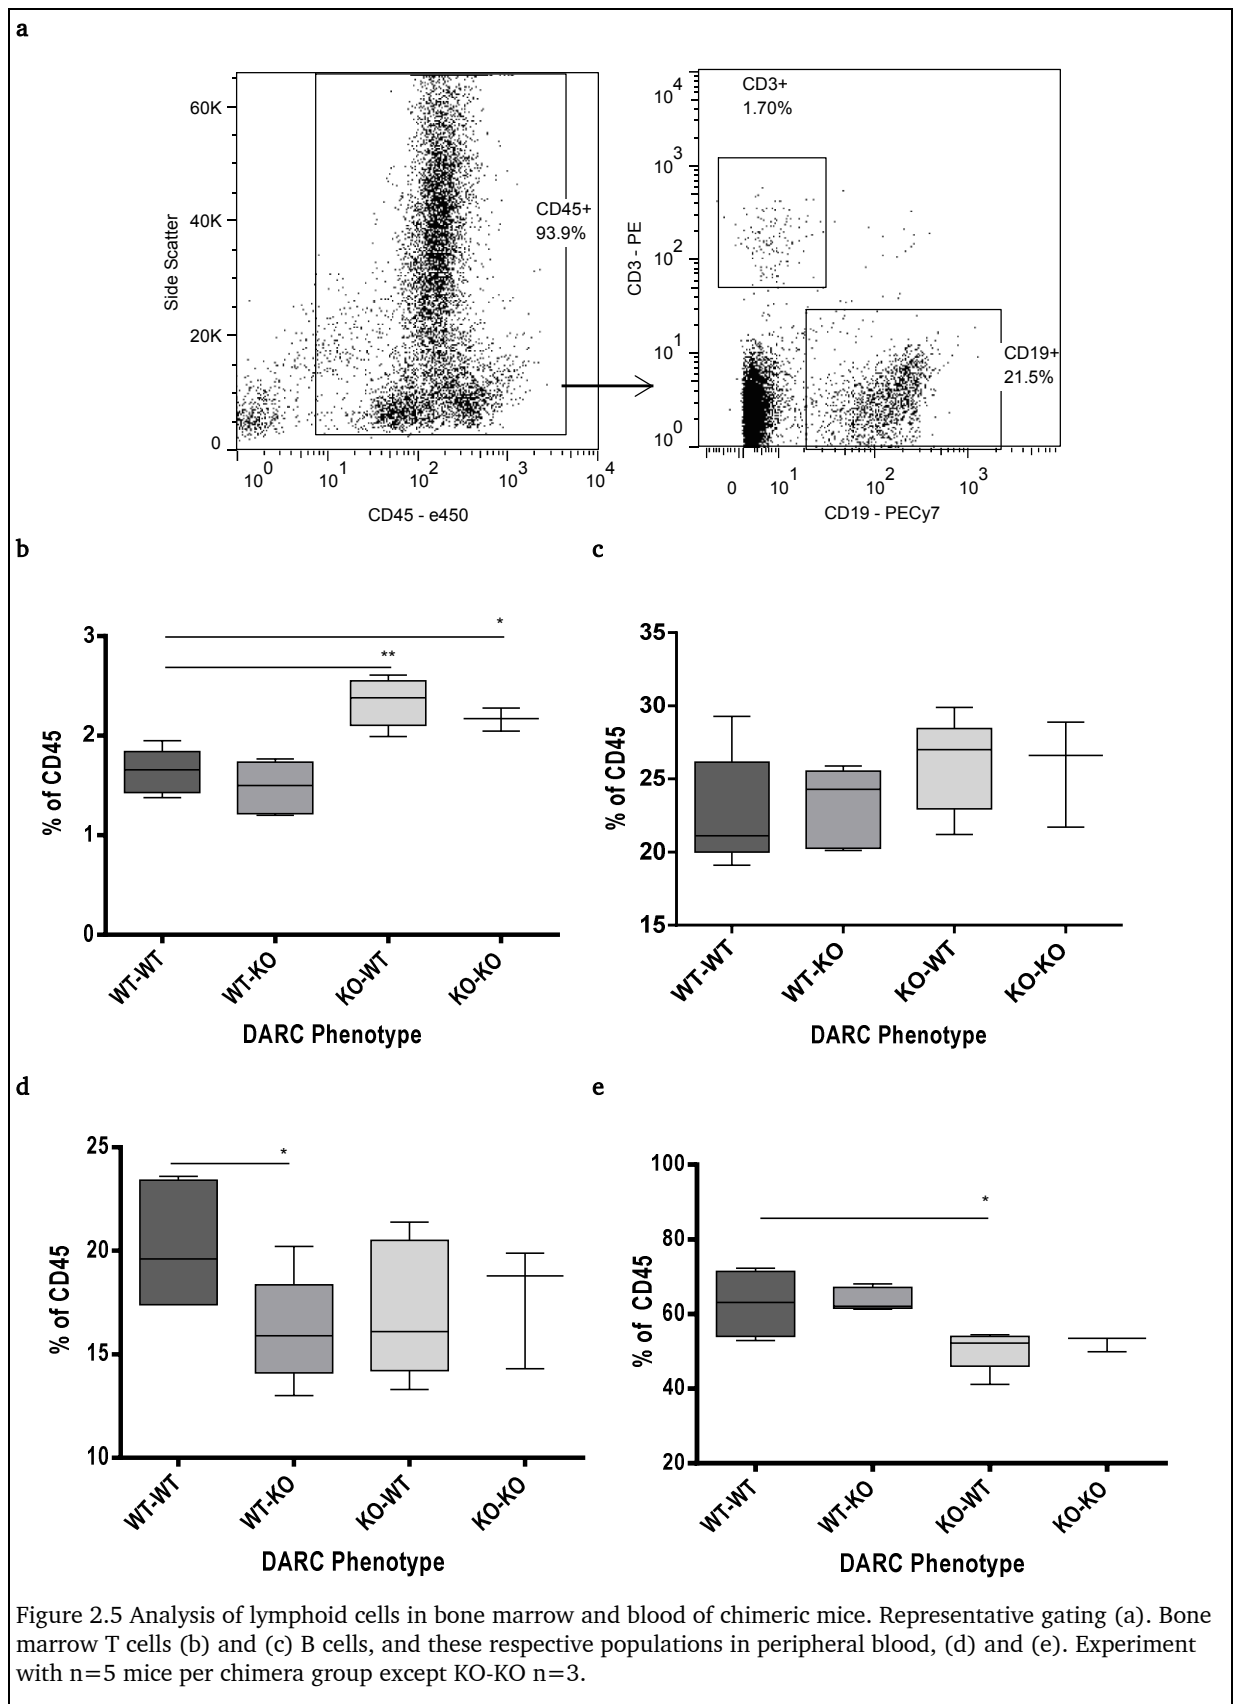 a
60K
40K
20K
0
Side Scatter
CD45+
93.9%
10^0 10^1 10^2 10^3 10^4
CD45 - e450
10^4
10^3
10^2
10^1
10^0
CD3 - PE
CD3+
1.70%
CD19+
21.5%
0 10^1 10^2 10^3
CD19 - PECy7
b
3
2
1
0
% of CD45
*
**
WT-WT WT-KO KO-WT KO-KO
DARC Phenotype
c
35
30
25
20
15
% of CD45
WT-WT WT-KO KO-WT KO-KO
DARC Phenotype
d
25
20
15
10
% of CD45
*
WT-WT WT-KO KO-WT KO-KO
DARC Phenotype
e
100
80
60
40
20
% of CD45
*
WT-WT WT-KO KO-WT KO-KO
DARC Phenotype
Figure 2.5 Analysis of lymphoid cells in bone marrow and blood of chimeric mice. Representative gating (a). Bone
marrow T cells (b) and (c) B cells, and these respective populations in peripheral blood, (d) and (e). Experiment
with n=5 mice per chimera group except KO-KO n=3.